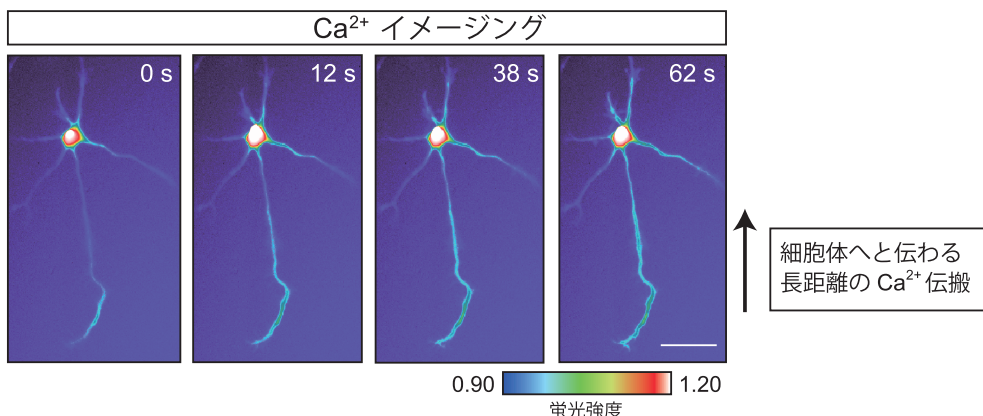 Ca²⁺ イメージング
0 s
12 s
38 s
62 s
細胞体へと伝わる
長距離の Ca²⁺ 伝搬
0.90
1.20
蛍光強度